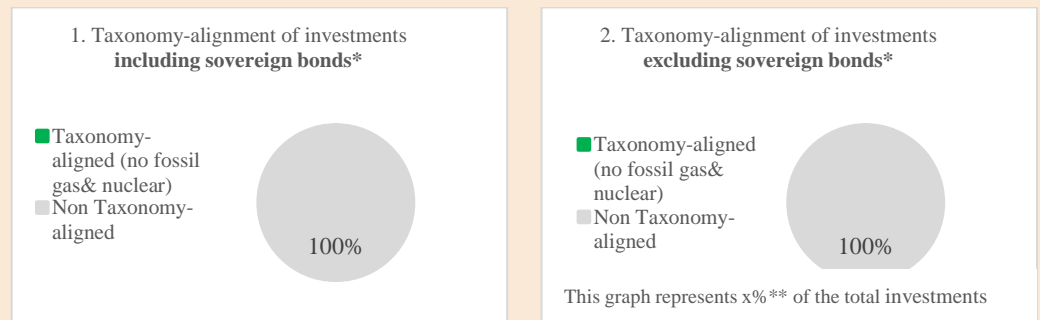 1. Taxonomy-alignment of investments
including sovereign bonds*
Taxonomy-
aligned (no fossil
gas& nuclear)
Non Taxonomy-
aligned
100%
2. Taxonomy-alignment of investments
excluding sovereign bonds*
Taxonomy-aligned
(no fossil gas&
nuclear)
Non Taxonomy-
aligned
100%
This graph represents x%** of the total investments